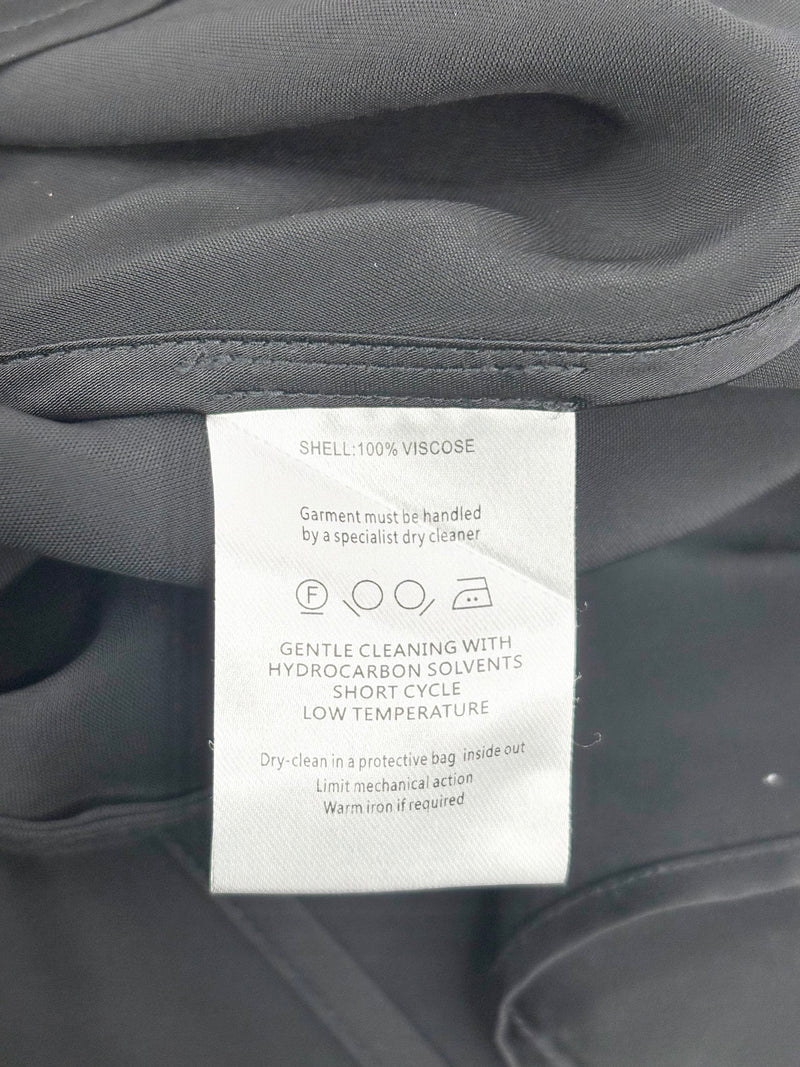 SHELL:100% VISCOSE
Garment must be handled
by a specialist dry cleaner
F
GENTLE CLEANING WITH
HYDROCARBON SOLVENTS
SHORT CYCLE
LOW TEMPERATURE
Dry-clean in a protective bag inside out
Limit mechanical action
Warm iron if required